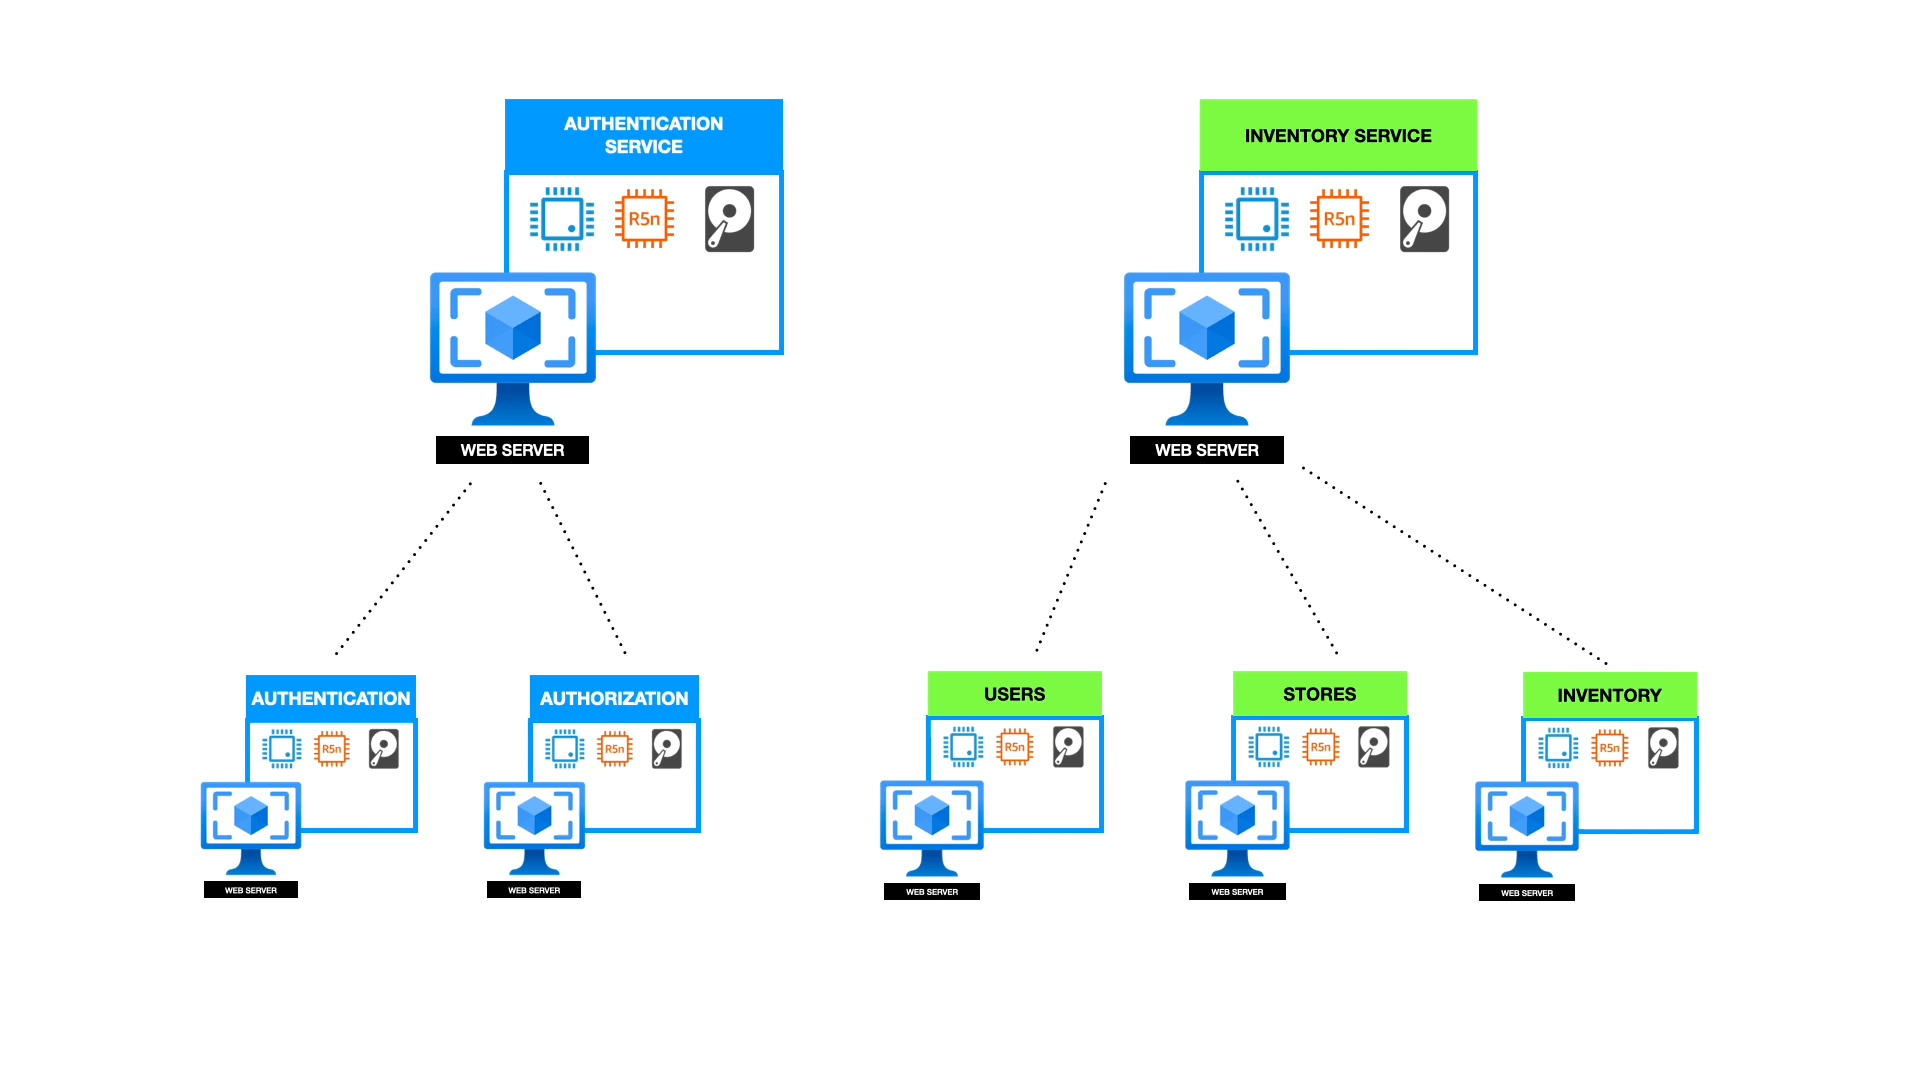 AUTHENTICATION
SERVICE
R5n
WEB SERVER
INVENTORY SERVICE
R5n
WEB SERVER
AUTHENTICATION
R5n
WEB SERVER
AUTHORIZATION
R5n
WEB SERVER
USERS
R5n
WEB SERVER
STORES
R5n
WEB SERVER
INVENTORY
R5n
WEB SERVER